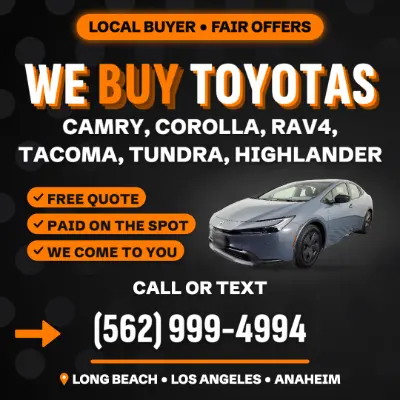 LOCAL BUYER • FAIR OFFERS
WE BUY TOYOTAS
CAMRY, COROLLA, RAV4,
TACOMA, TUNDRA, HIGHLANDER
FREE QUOTE
PAID ON THE SPOT
WE COME TO YOU
CALL OR TEXT
(562) 999-4994
LONG BEACH • LOS ANGELES • ANAHEIM